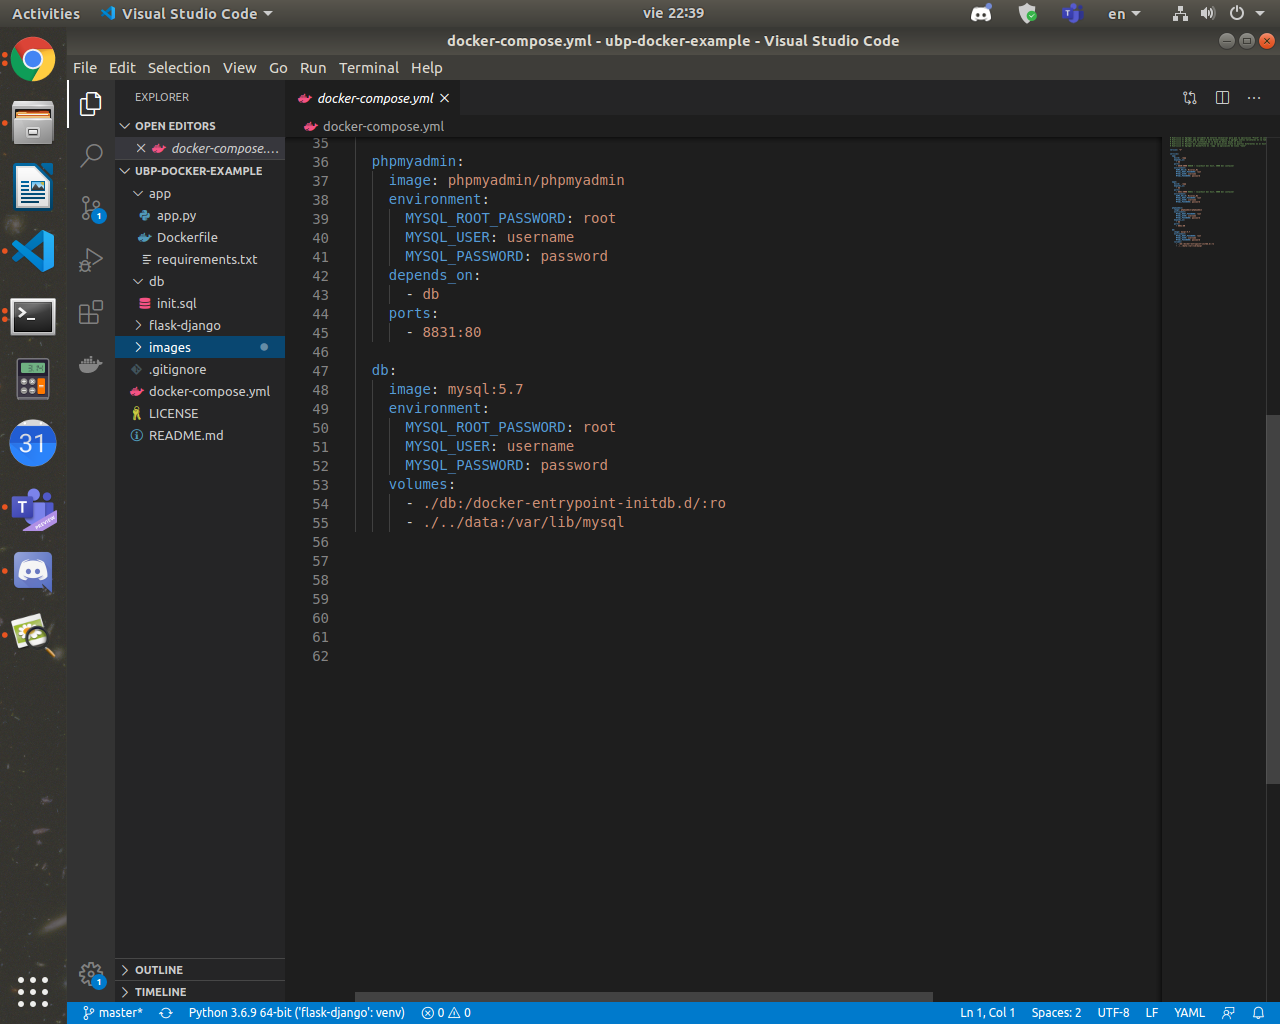 Activities
Visual Studio Code
vie 22:39
en
docker-compose.yml - ubp-docker-example - Visual Studio Code
File Edit Selection View Go Run Terminal Help
EXPLORER
OPEN EDITORS
docker-compose....
UBP-DOCKER-EXAMPLE
app
app.py
Dockerfile
requirements.txt
db
init.sql
flask-django
images
.gitignore
docker-compose.yml
LICENSE
README.md
OUTLINE
TIMELINE
1
1
31
docker-compose.yml
docker-compose.yml
35
36 phpmyadmin:
37 image: phpmyadmin/phpmyadmin
38 environment:
39 MYSQL_ROOT_PASSWORD: root
40 MYSQL_USER: username
41 MYSQL_PASSWORD: password
42 depends_on:
43 - db
44 ports:
45 - 8831:80
46
47 db:
48 image: mysql:5.7
49 environment:
50 MYSQL_ROOT_PASSWORD: root
51 MYSQL_USER: username
52 MYSQL_PASSWORD: password
53 volumes:
54 - ./db:/docker-entrypoint-initdb.d/:ro
55 - ./../data:/var/lib/mysql
56
57
58
59
60
61
62
master* Python 3.6.9 64-bit ('flask-django': venv) 0 0 Ln 1, Col 1 Spaces: 2 UTF-8 LF YAML